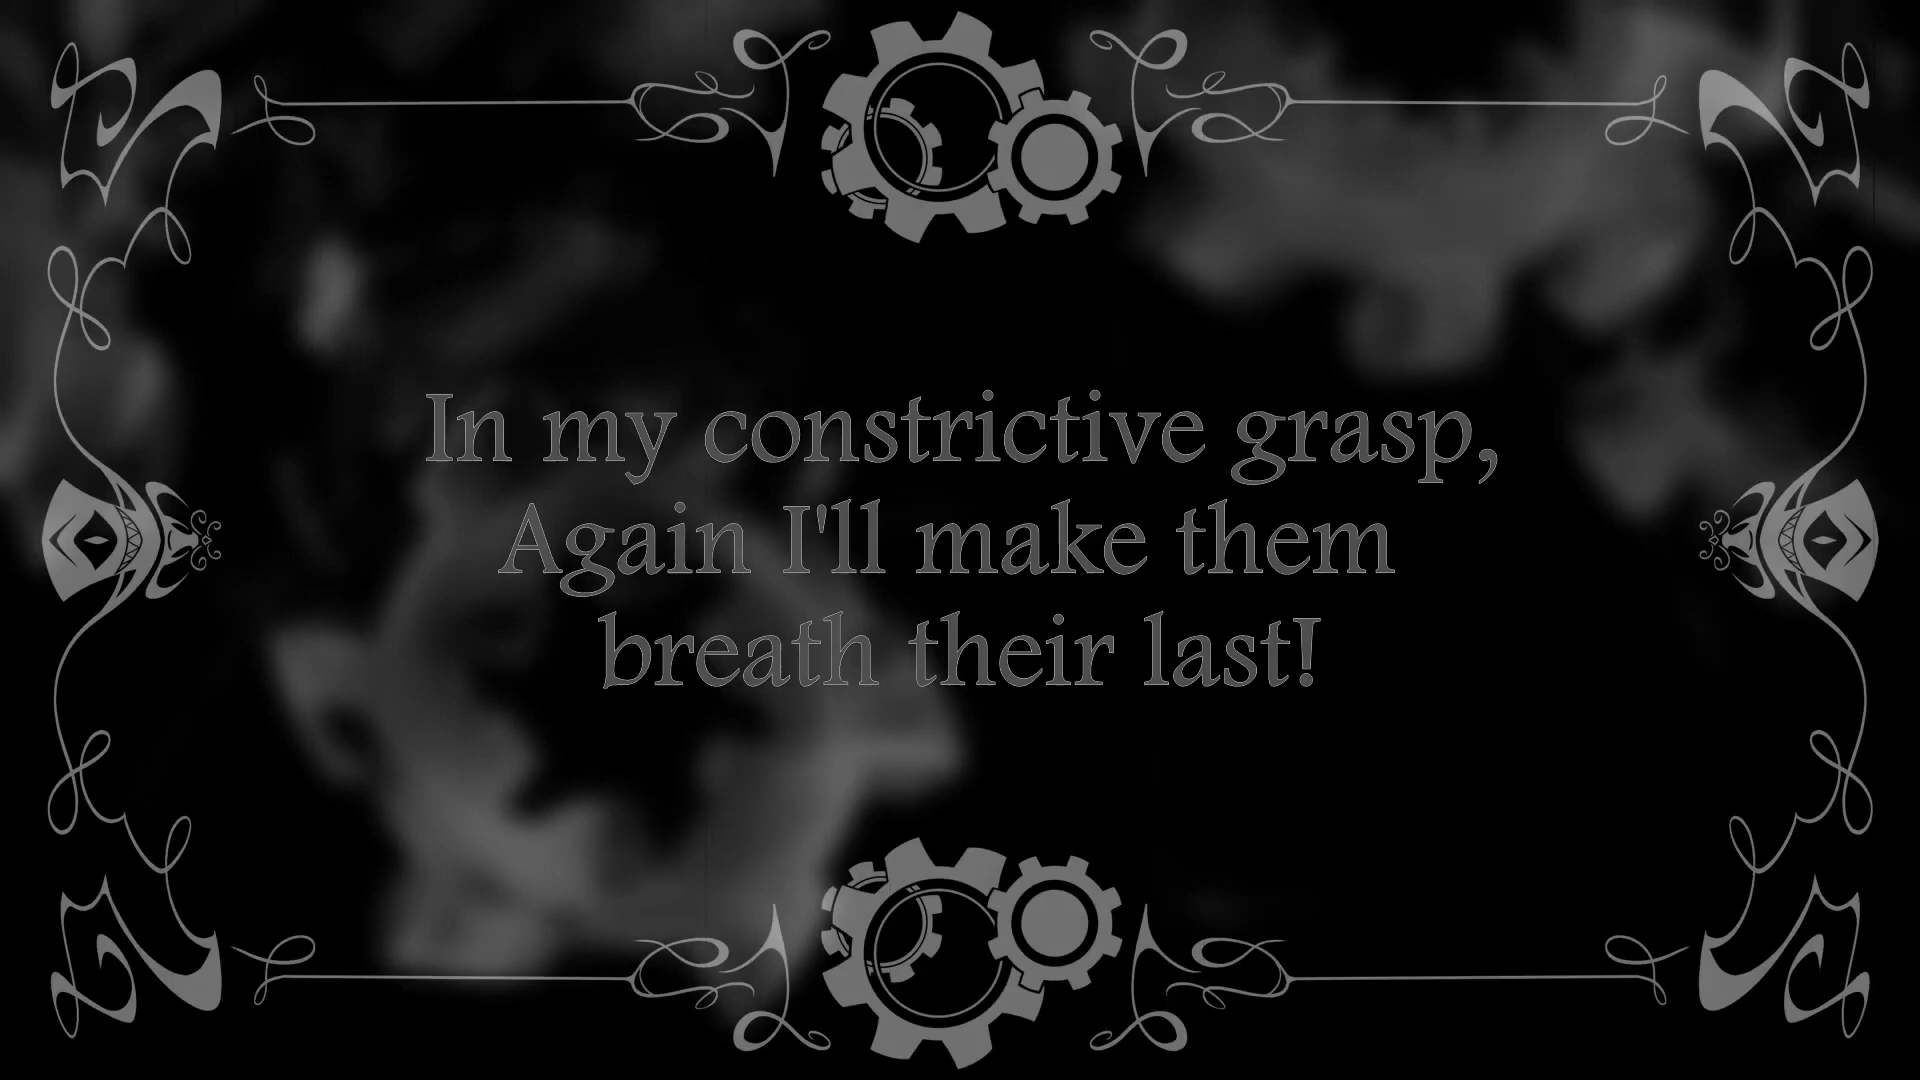 In my constrictive grasp,
Again I'll make them
breath their last!